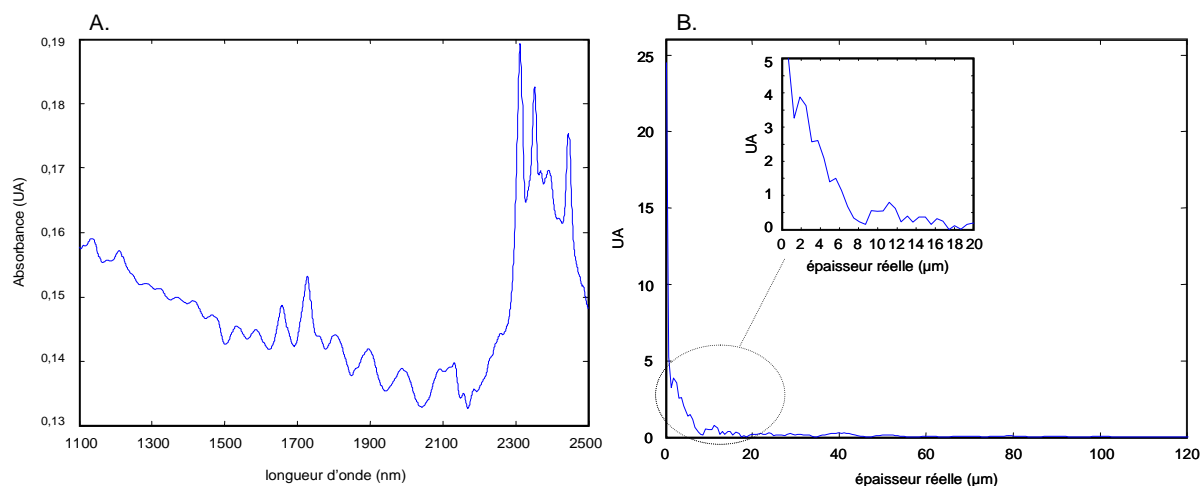 A.
0,19
0,18
0,17
0,16
0,15
0,14
0,13
Absorbance (UA)
1100 1300 1500 1700 1900 2100 2300 2500
longueur d'onde (nm)
B.
25
20
15
10
5
0
UA
0 20 40 60 80 100 120
épaisseur réelle (µm)
5
4
3
2
1
0
UA
0 2 4 6 8 10 12 14 16 18 20
épaisseur réelle (µm)